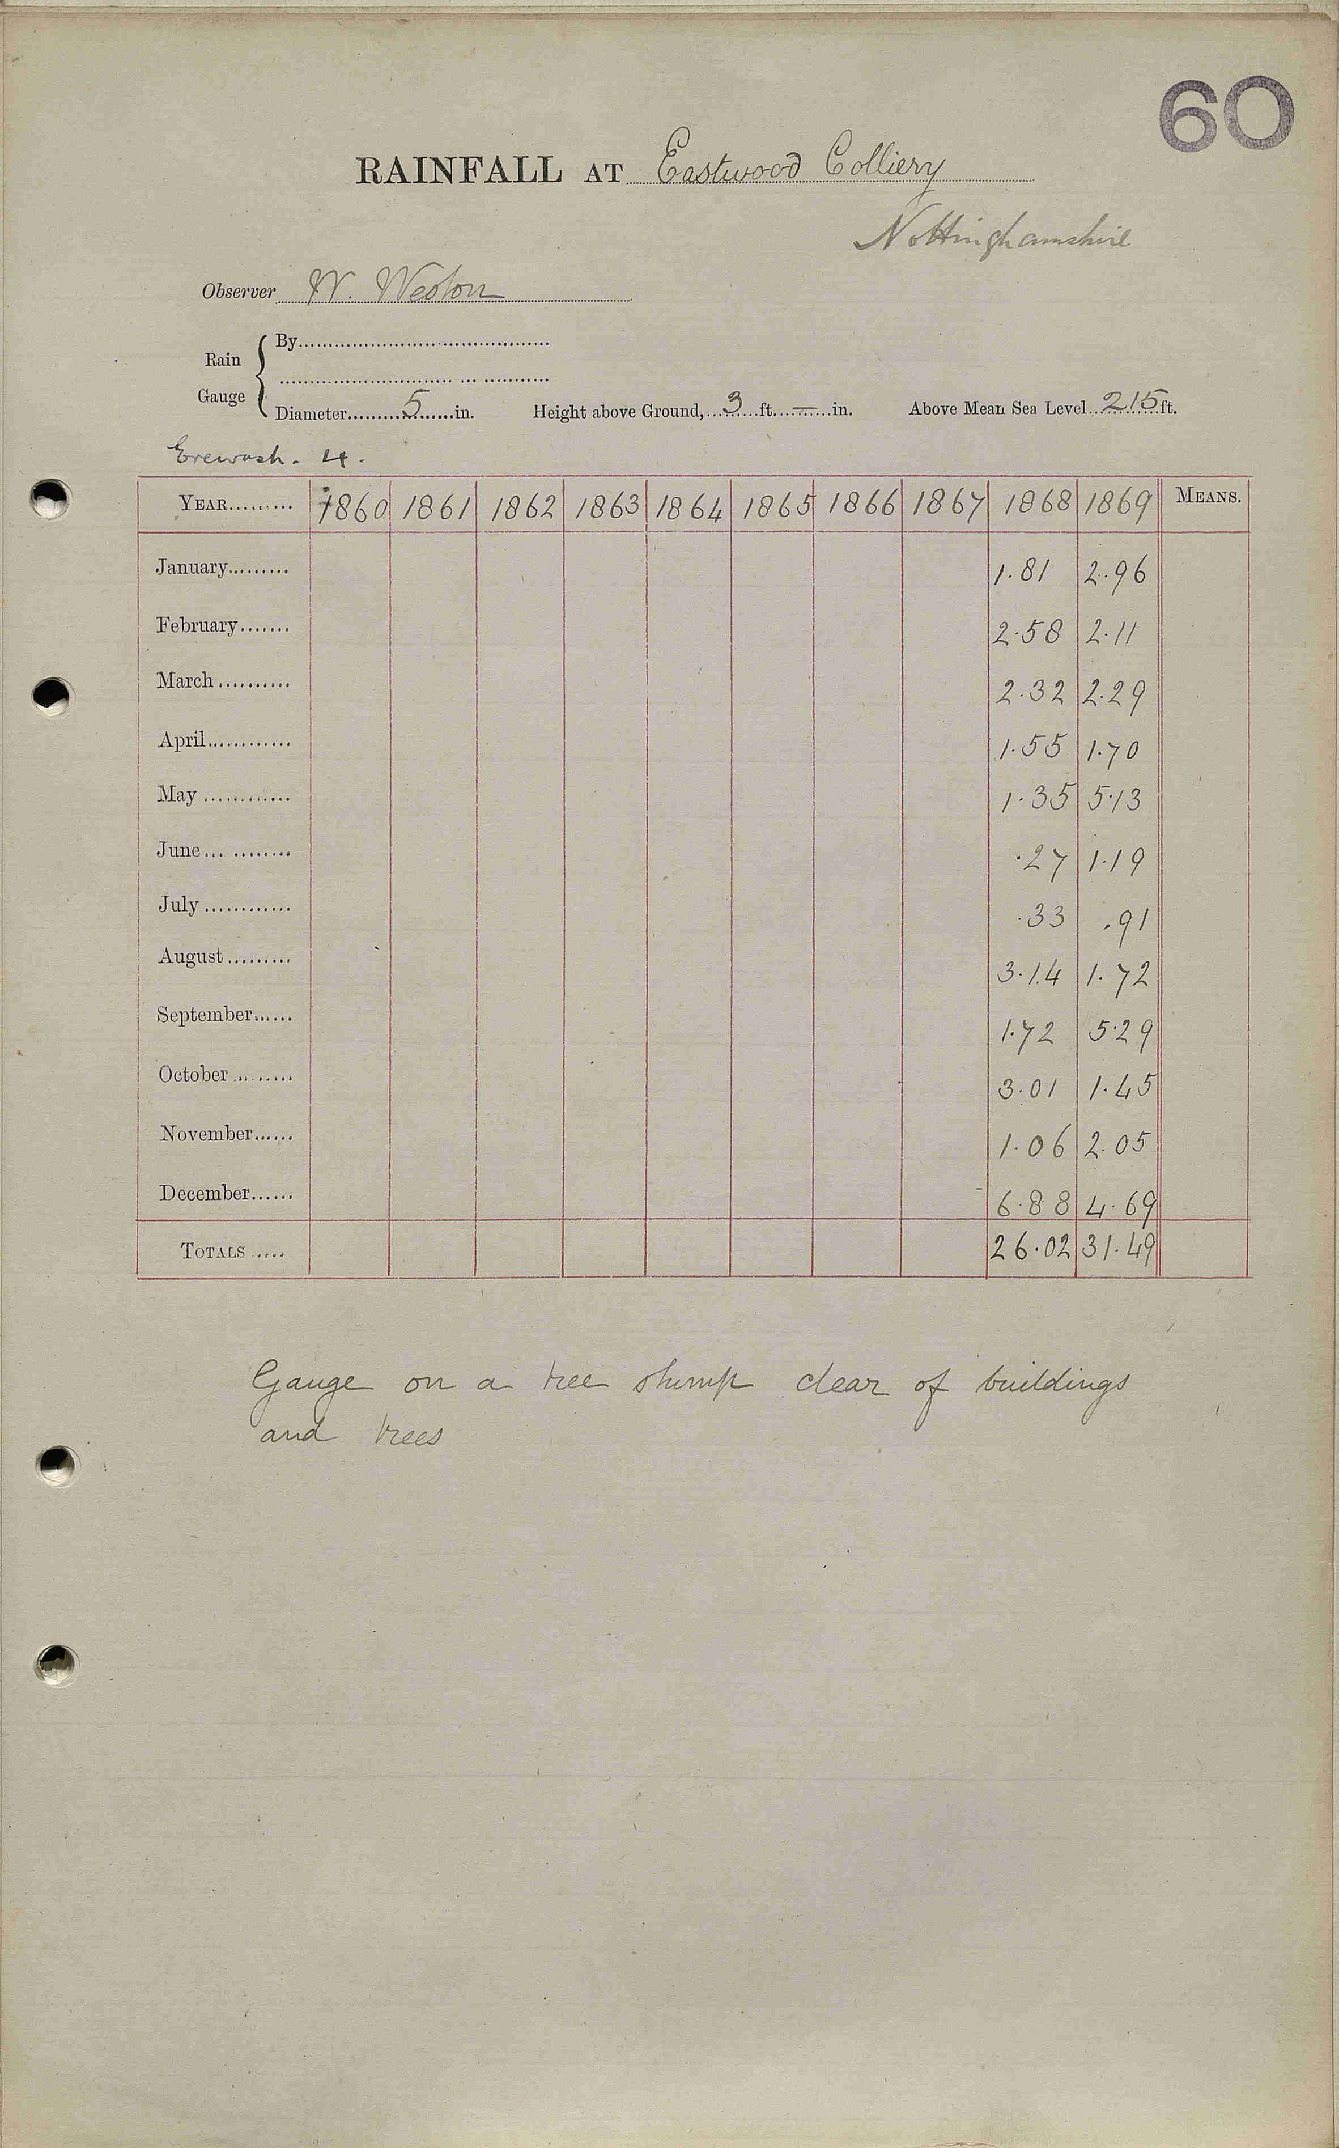 60
RAINFALL AT Eastwood Colliery
Nottinghamshire
Observer W. Weston
Rain Gauge { By
Diameter 5 in. Height above Ground, 3 ft. — in. Above Mean Sea Level 215 ft.
Erewash. 4.
YEAR 1860 1861 1862 1863 1864 1865 1866 1867 1868 1869 MEANS.
January 1.81 2.96
February 2.58 2.11
March 2.32 2.29
April 1.55 1.70
May 1.35 5.13
June .27 1.19
July .33 .91
August 3.14 1.72
September 1.72 5.29
October 3.01 1.45
November 1.06 2.05
December 6.88 4.69
TOTALS 26.02 31.49
Gauge on a tree stump clear of buildings
and trees